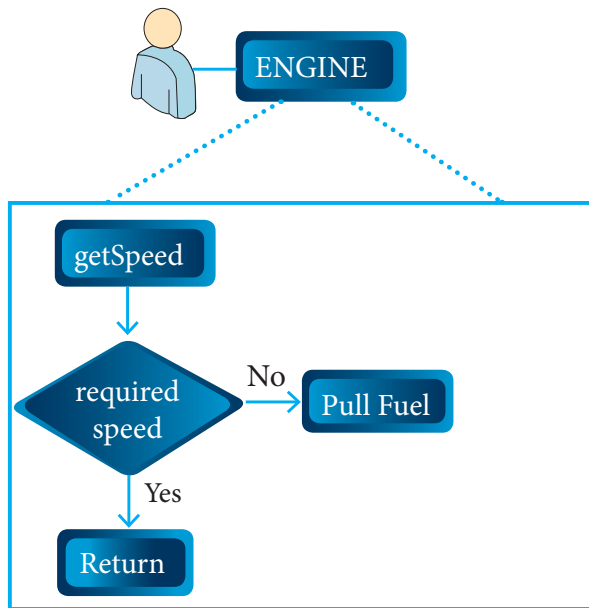 ENGINE
getSpeed
required
speed
No
Pull Fuel
Yes
Return